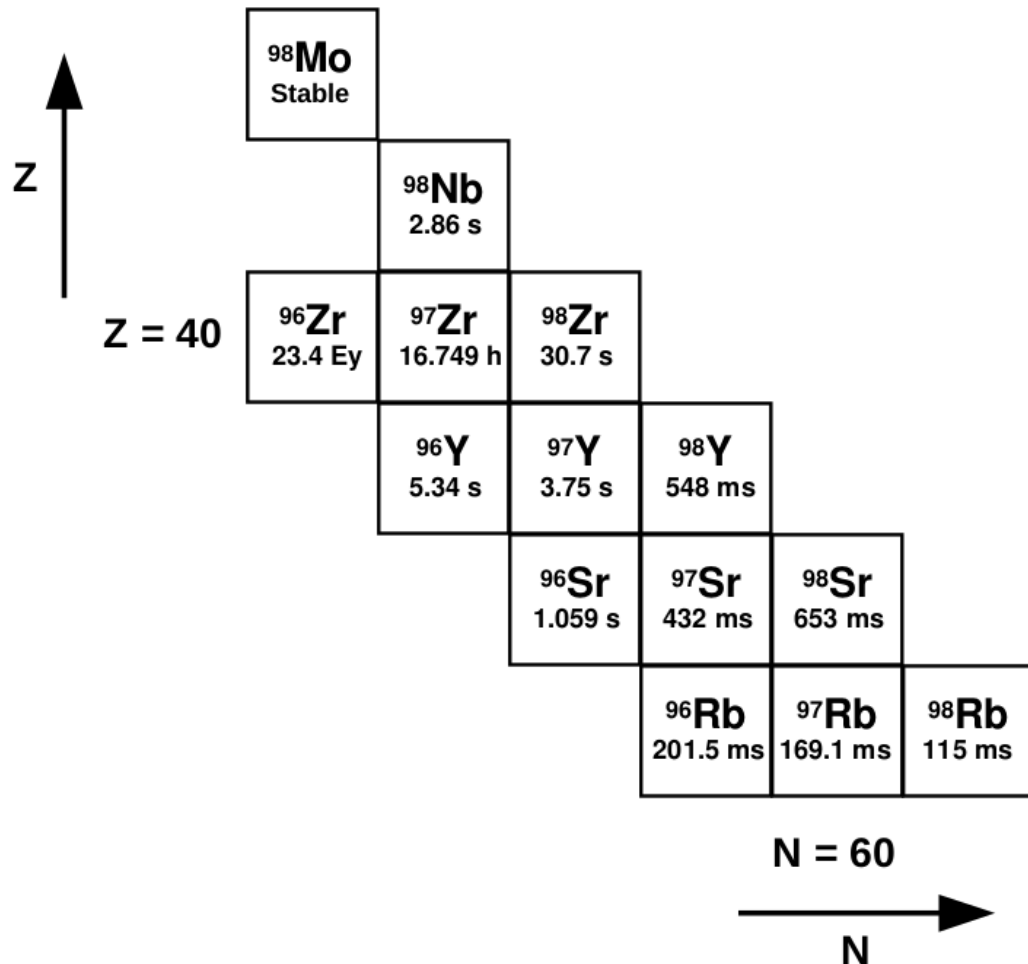 ⁹⁸Mo
Stable
Z
⁹⁸Nb
2.86 s
Z = 40
⁹⁶Zr
23.4 Ey
⁹⁷Zr
16.749 h
⁹⁸Zr
30.7 s
⁹⁶Y
5.34 s
⁹⁷Y
3.75 s
⁹⁸Y
548 ms
⁹⁶Sr
1.059 s
⁹⁷Sr
432 ms
⁹⁸Sr
653 ms
⁹⁶Rb
201.5 ms
⁹⁷Rb
169.1 ms
⁹⁸Rb
115 ms
N = 60
N